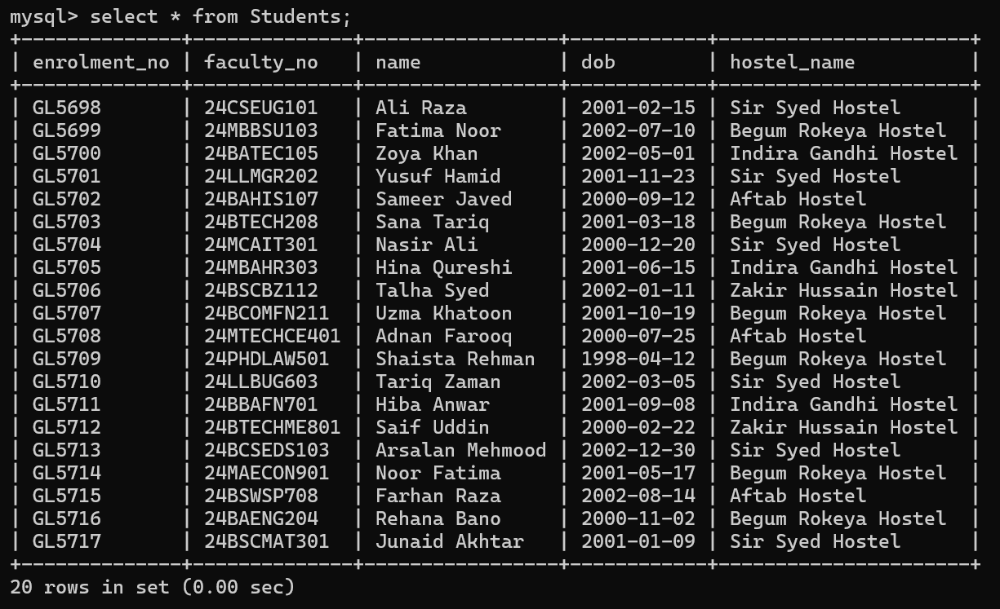 mysql> select * from Students;
+---------------+---------------+------------------+------------+-----------------------+
| enrolment_no | faculty_no | name | dob | hostel_name |
+---------------+---------------+------------------+------------+-----------------------+
| GL5698 | 24CSEUG101 | Ali Raza | 2001-02-15 | Sir Syed Hostel |
| GL5699 | 24MBBSU103 | Fatima Noor | 2002-07-10 | Begum Rokeya Hostel |
| GL5700 | 24BATEC105 | Zoya Khan | 2002-05-01 | Indira Gandhi Hostel |
| GL5701 | 24LLMGR202 | Yusuf Hamid | 2001-11-23 | Sir Syed Hostel |
| GL5702 | 24BAHIS107 | Sameer Javed | 2000-09-12 | Aftab Hostel |
| GL5703 | 24BTECH208 | Sana Tariq | 2001-03-18 | Begum Rokeya Hostel |
| GL5704 | 24MCAIT301 | Nasir Ali | 2000-12-20 | Sir Syed Hostel |
| GL5705 | 24MBAHR303 | Hina Qureshi | 2001-06-15 | Indira Gandhi Hostel |
| GL5706 | 24BSCBZ112 | Talha Syed | 2002-01-11 | Zakir Hussain Hostel |
| GL5707 | 24BCOMFN211 | Uzma Khatoon | 2001-10-19 | Begum Rokeya Hostel |
| GL5708 | 24MTECHCE401 | Adnan Farooq | 2000-07-25 | Aftab Hostel |
| GL5709 | 24PHDLAW501 | Shaista Rehman | 1998-04-12 | Begum Rokeya Hostel |
| GL5710 | 24LLBUG603 | Tariq Zaman | 2002-03-05 | Sir Syed Hostel |
| GL5711 | 24BBAFN701 | Hiba Anwar | 2001-09-08 | Indira Gandhi Hostel |
| GL5712 | 24BTECHME801 | Saif Uddin | 2000-02-22 | Zakir Hussain Hostel |
| GL5713 | 24BCSEDS103 | Arsalan Mehmood | 2002-12-30 | Sir Syed Hostel |
| GL5714 | 24MAECON901 | Noor Fatima | 2001-05-17 | Begum Rokeya Hostel |
| GL5715 | 24BSWSP708 | Farhan Raza | 2002-08-14 | Aftab Hostel |
| GL5716 | 24BAENG204 | Rehana Bano | 2000-11-02 | Begum Rokeya Hostel |
| GL5717 | 24BSCMAT301 | Junaid Akhtar | 2001-01-09 | Sir Syed Hostel |
+---------------+---------------+------------------+------------+-----------------------+
20 rows in set (0.00 sec)